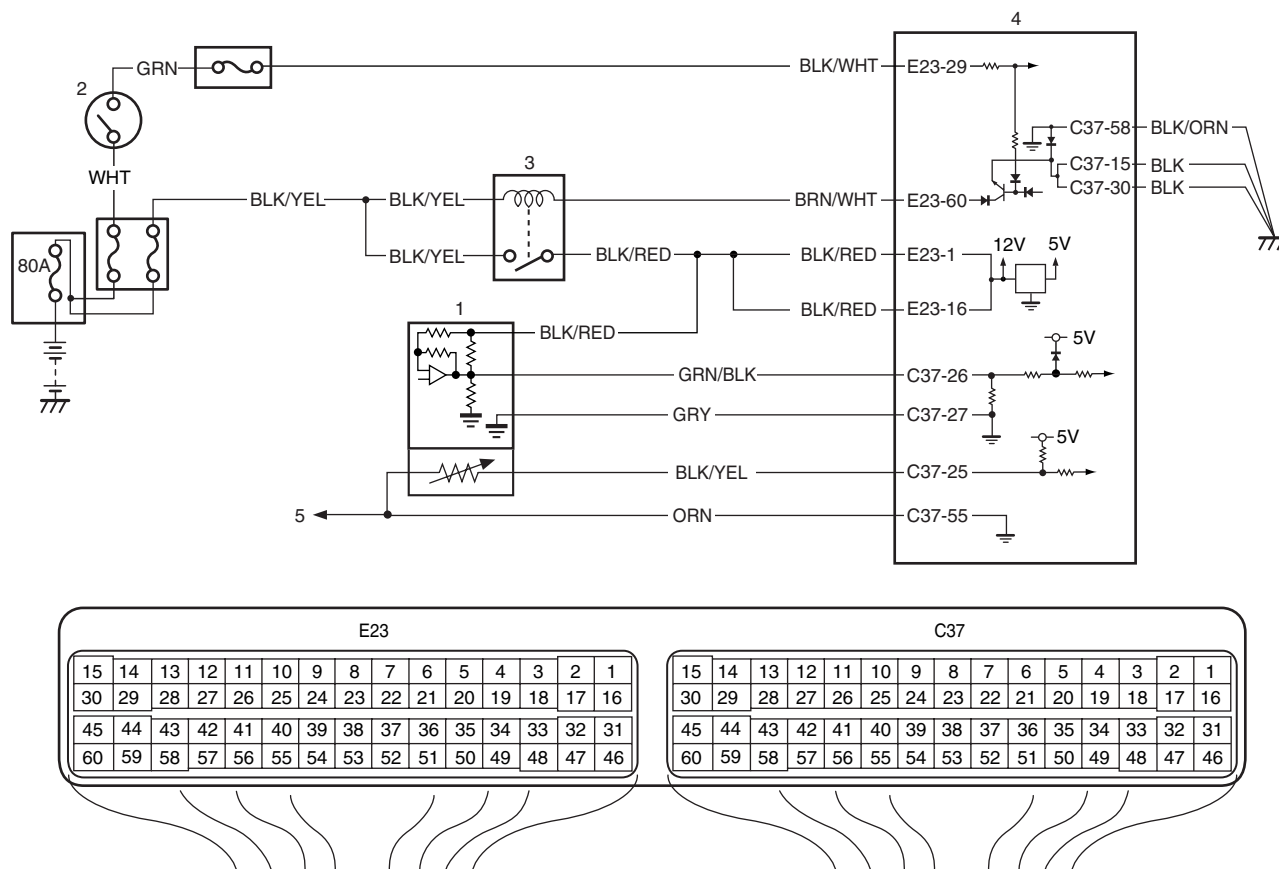 4
GRN
BLK/WHT
E23-29
2
C37-58
BLK/ORN
3
C37-15
BLK
WHT
C37-30
BLK
BLK/YEL
BLK/YEL
BRN/WHT
E23-60
BLK/YEL
BLK/RED
BLK/RED
E23-1
12V
5V
80A
1
BLK/RED
BLK/RED
E23-16
5V
GRN/BLK
C37-26
GRY
C37-27
5V
BLK/YEL
C37-25
5
ORN
C37-55
E23
15 14 13 12 11 10 9 8 7 6 5 4 3 2 1
30 29 28 27 26 25 24 23 22 21 20 19 18 17 16
45 44 43 42 41 40 39 38 37 36 35 34 33 32 31
60 59 58 57 56 55 54 53 52 51 50 49 48 47 46
C37
15 14 13 12 11 10 9 8 7 6 5 4 3 2 1
30 29 28 27 26 25 24 23 22 21 20 19 18 17 16
45 44 43 42 41 40 39 38 37 36 35 34 33 32 31
60 59 58 57 56 55 54 53 52 51 50 49 48 47 46